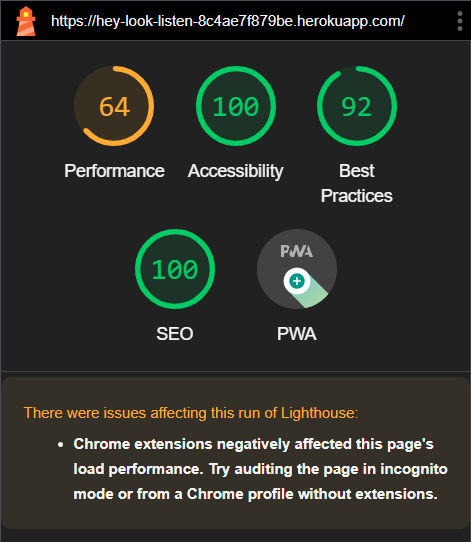 https://hey-look-listen-8c4ae7f879be.herokuapp.com/
64
100
92
Performance
Accessibility
Best
Practices
100
PWA
SEO
PWA
There were issues affecting this run of Lighthouse:
• Chrome extensions negatively affected this page's
load performance. Try auditing the page in incognito
mode or from a Chrome profile without extensions.